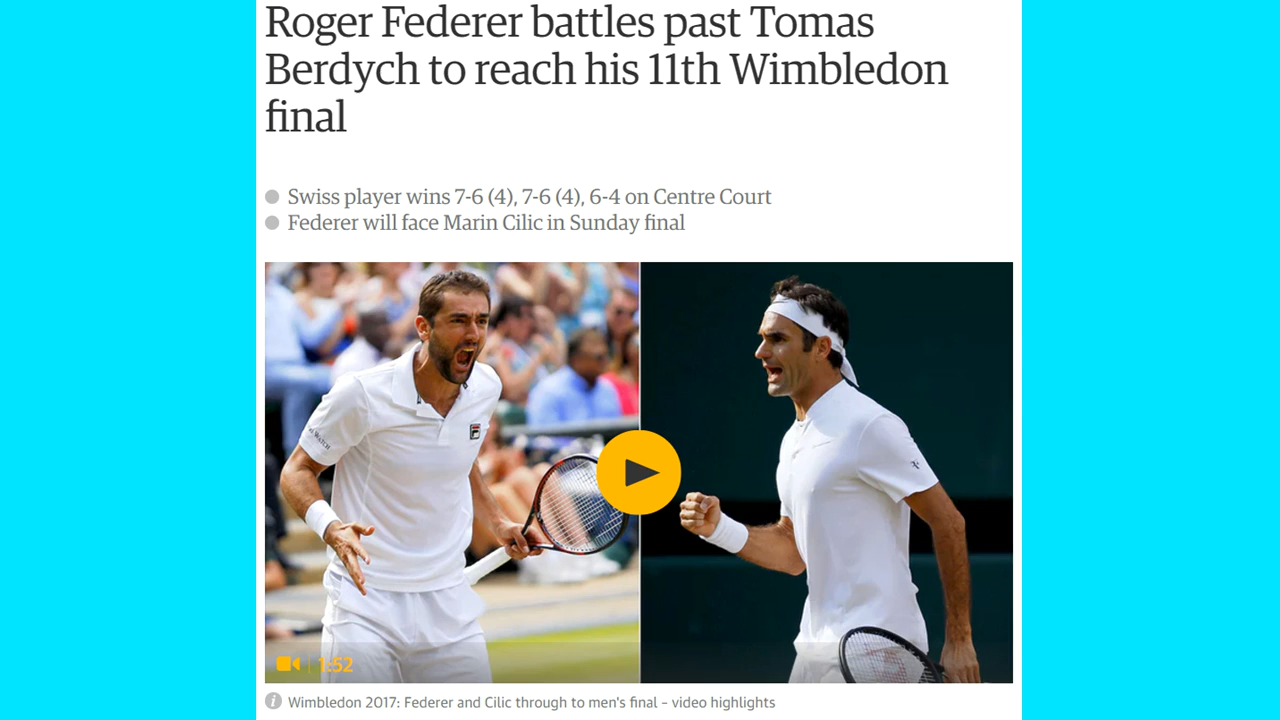 Roger Federer battles past Tomas
Berdych to reach his 11th Wimbledon
final
Swiss player wins 7-6 (4), 7-6 (4), 6-4 on Centre Court
Federer will face Marin Cilic in Sunday final
FILA
1:52
Wimbledon 2017: Federer and Cilic through to men's final – video highlights